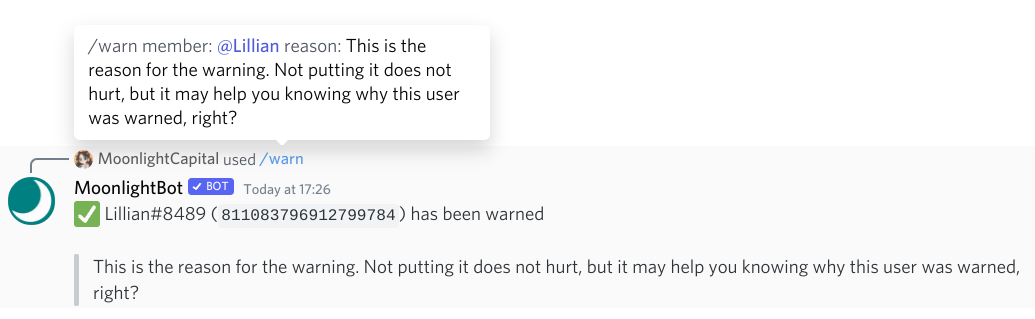 /warn member: @Lillian reason: This is the
reason for the warning. Not putting it does not
hurt, but it may help you knowing why this user
was warned, right?
MoonlightCapital used /warn
MoonlightBot ✓ BOT Today at 17:26
✅ Lillian#8489 (811083796912799784) has been warned
This is the reason for the warning. Not putting it does not hurt, but it may help you knowing why this user was warned,
right?